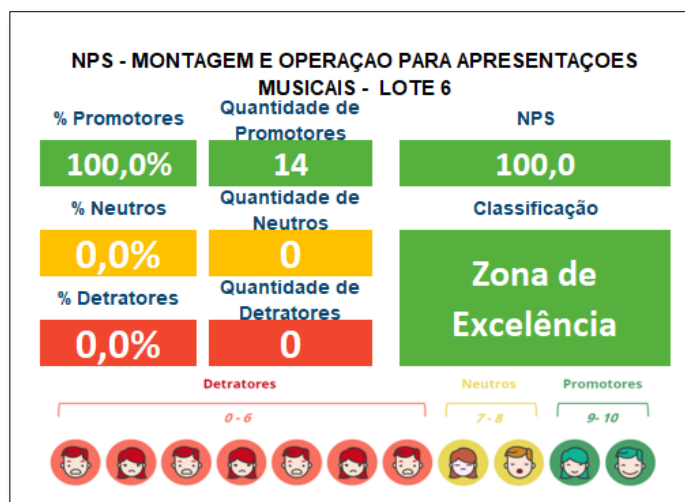 NPS - MONTAGEM E OPERAÇAO PARA APRESENTAÇOES
MUSICAIS - LOTE 6
% Promotores
Quantidade de
Promotores
NPS
100,0%
14
100,0
% Neutros
Quantidade de
Neutros
Classificação
0,0%
0
Zona de
Excelência
% Detratores
Quantidade de
Detratores
0,0%
0
Detratores
Neutros
Promotores
0 - 6
7 - 8
9- 10